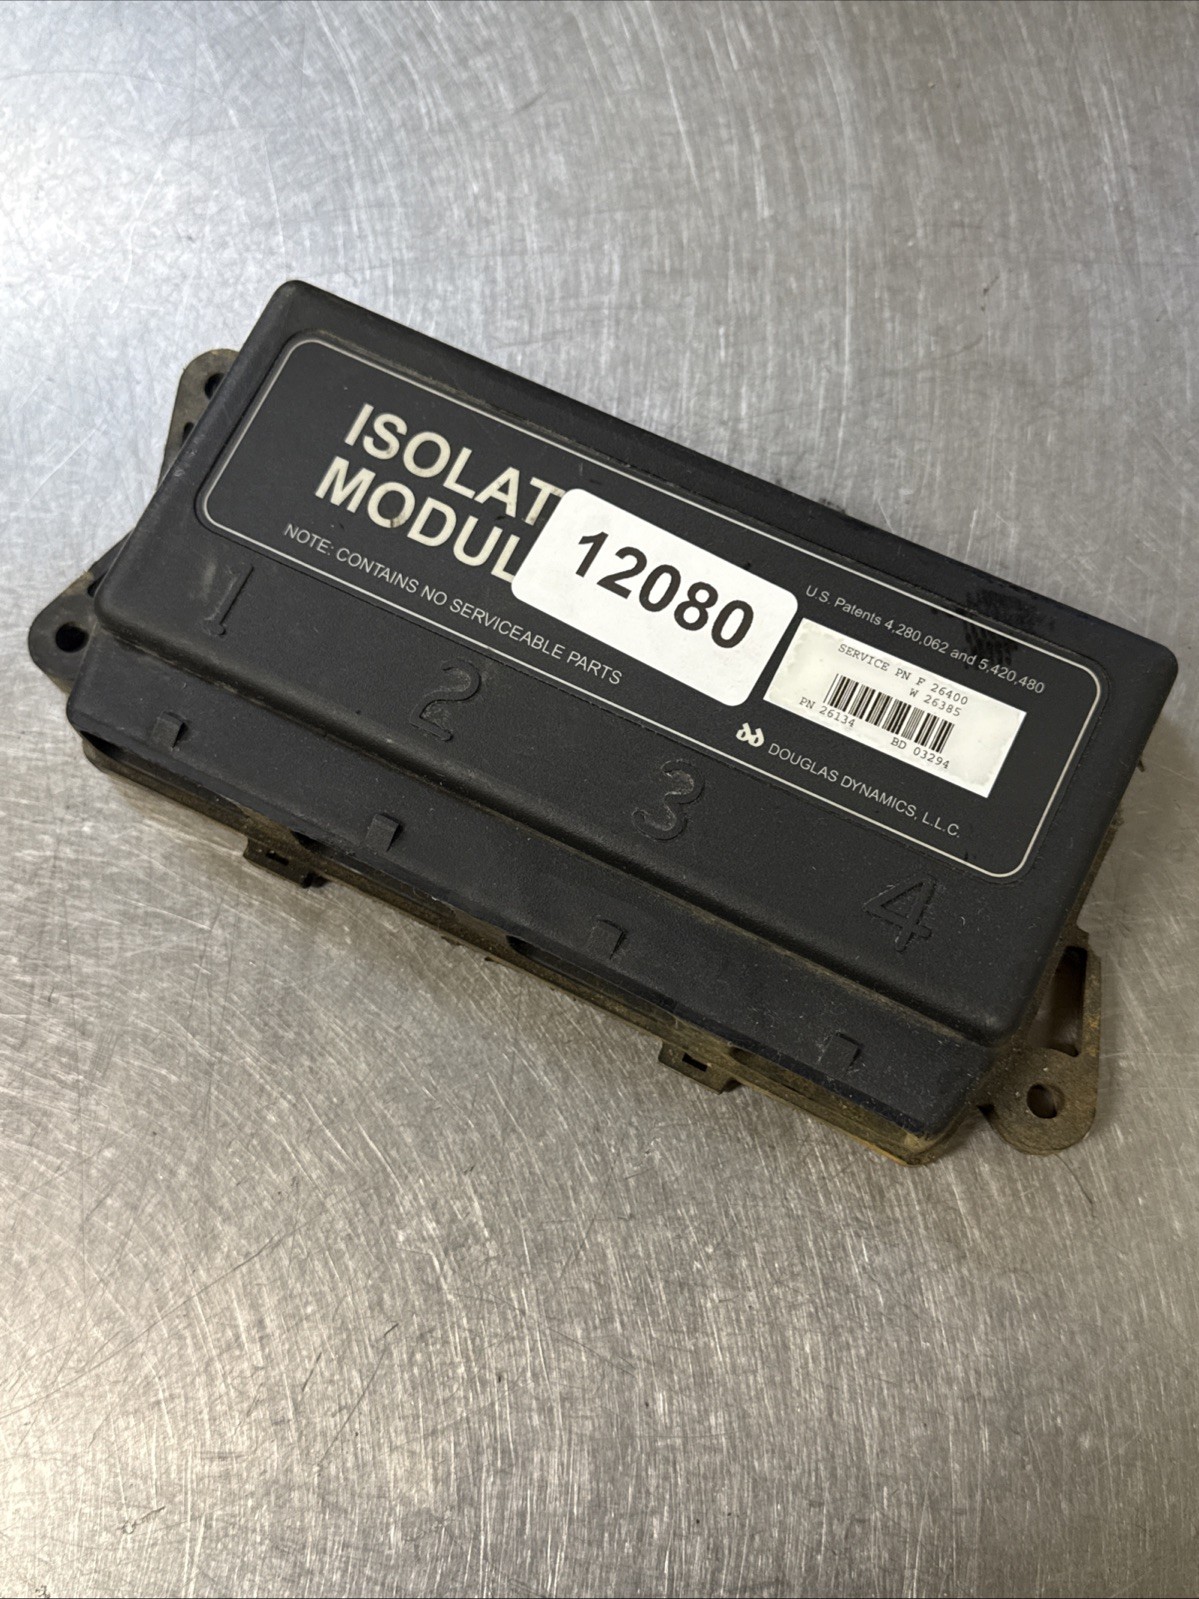 ISOLAT
MODUL
12080
NOTE: CONTAINS NO SERVICEABLE PARTS
U.S. Patents 4,280,062 and 5,420,480
SERVICE PN F 26400
W 26385
PN 26134 BD 03294
DOUGLAS DYNAMICS, L.L.C.
1
2
3
4